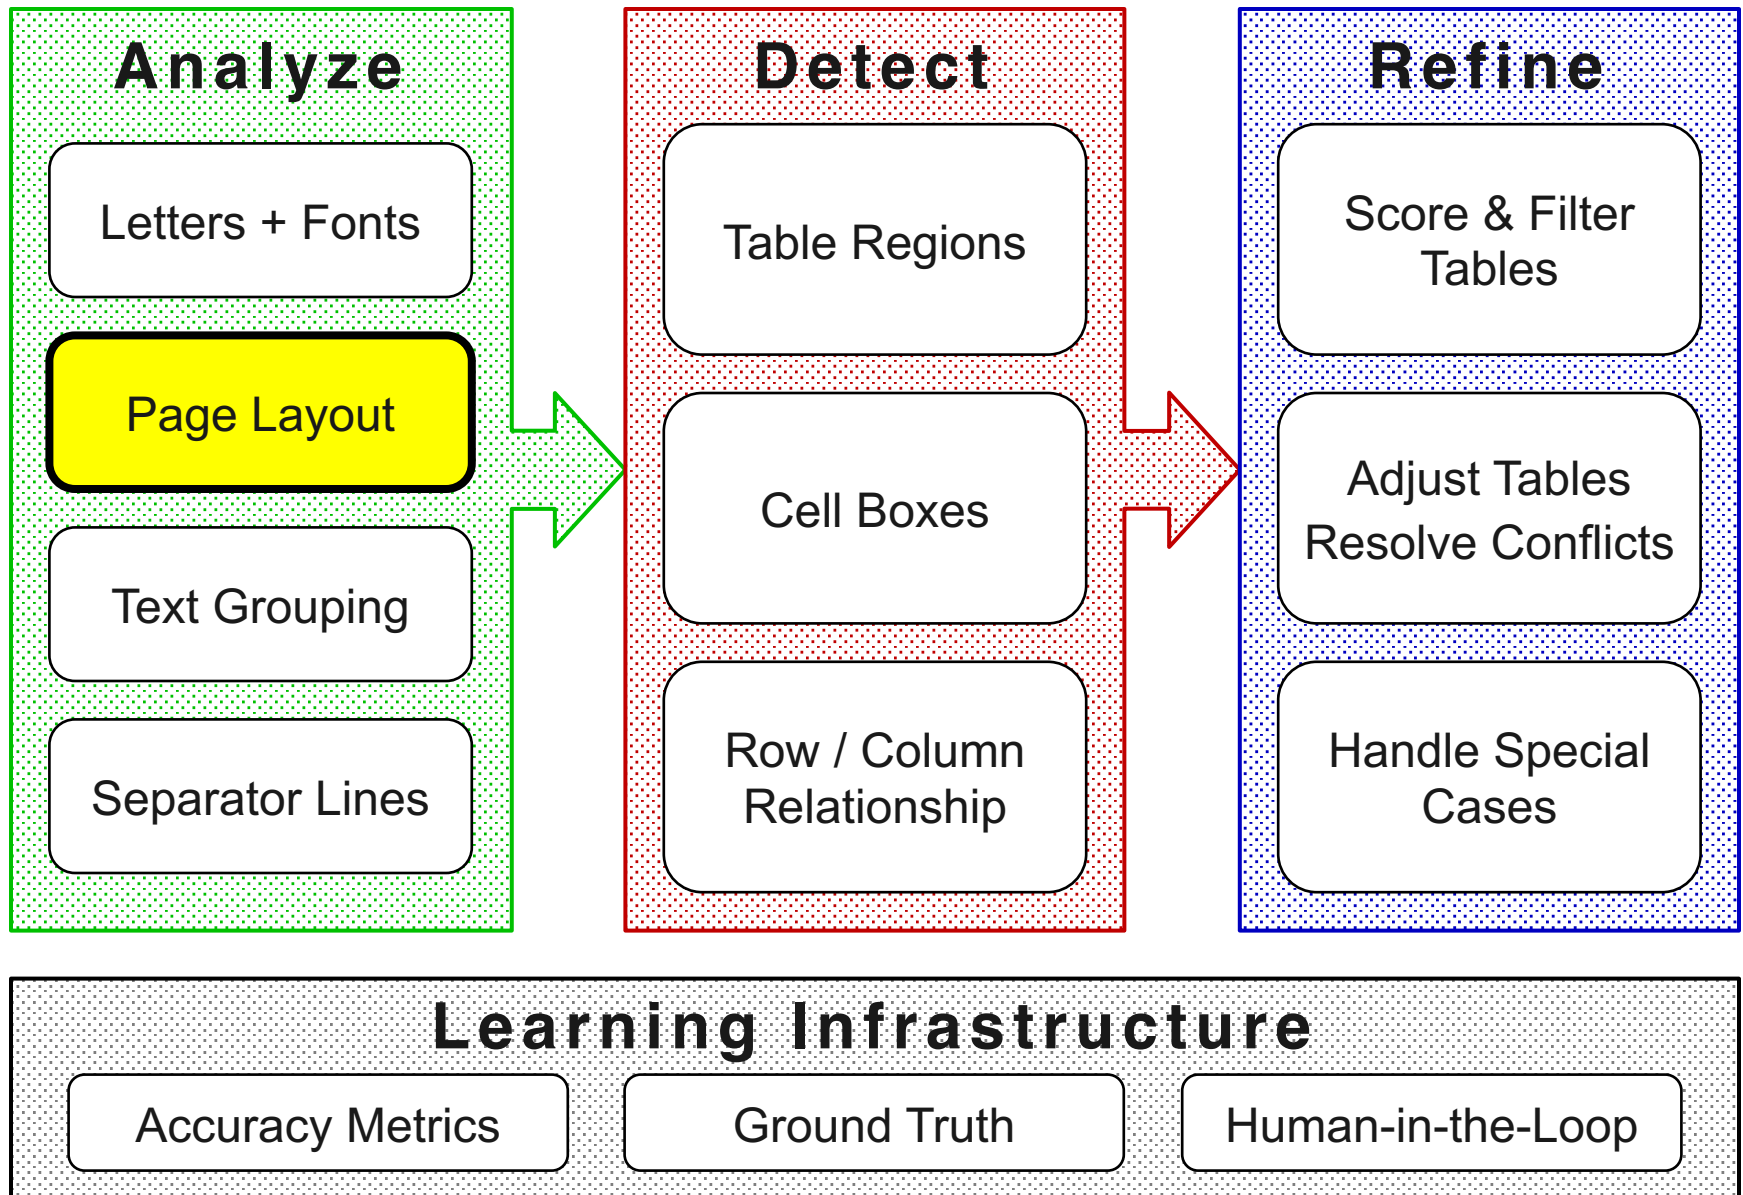 Analyze
Letters + Fonts
Page Layout
Text Grouping
Separator Lines
Detect
Table Regions
Cell Boxes
Row / Column
Relationship
Refine
Score & Filter
Tables
Adjust Tables
Resolve Conflicts
Handle Special
Cases
Learning Infrastructure
Accuracy Metrics
Ground Truth
Human-in-the-Loop